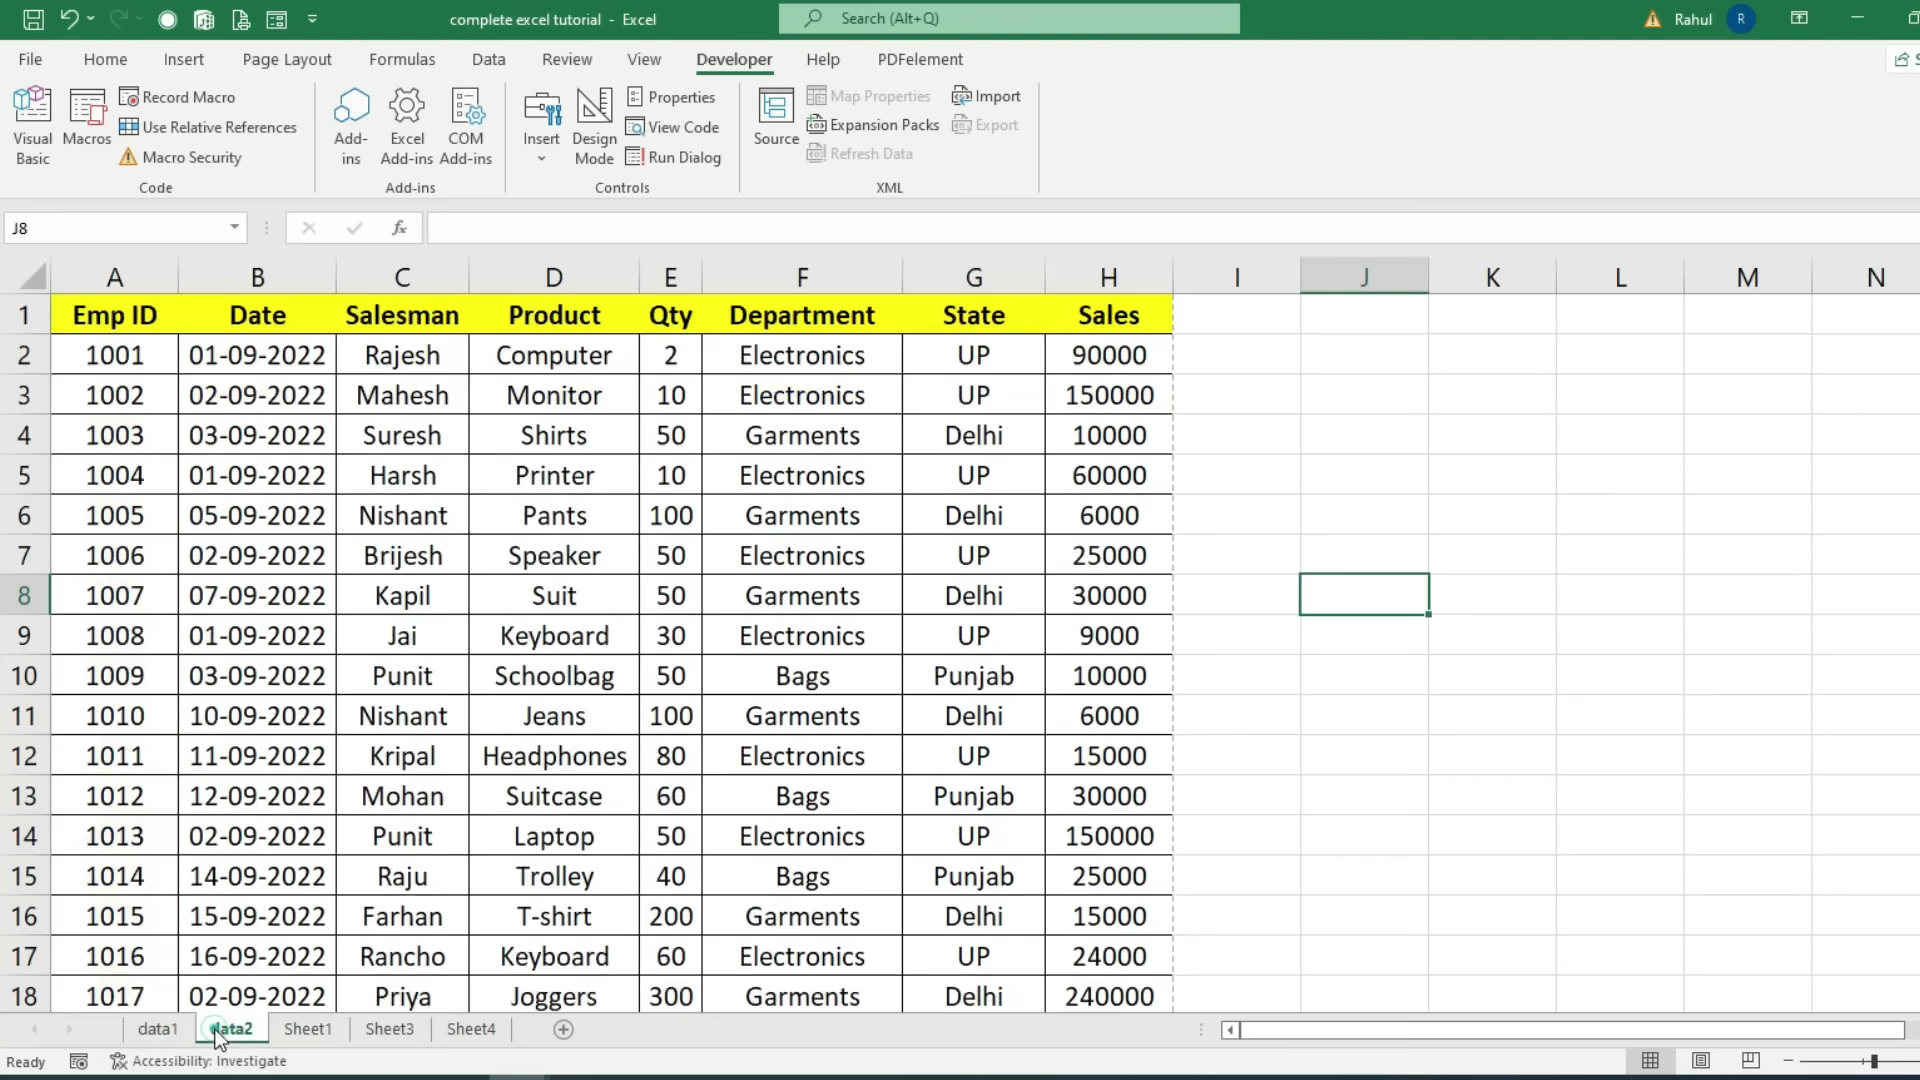 complete excel tutorial - Excel
Search (Alt+Q)
Rahul
R
File Home Insert Page Layout Formulas Data Review View Developer Help PDFelement
Visual Basic
Macros
Record Macro
Use Relative References
Macro Security
Code
Add-ins
Excel Add-ins
COM Add-ins
Add-ins
Insert
Design Mode
Properties
View Code
Run Dialog
Controls
Source
Map Properties
Expansion Packs
Refresh Data
Import
Export
XML
J8
fx
A B C D E F G H I J K L M N
1 Emp ID Date Salesman Product Qty Department State Sales
2 1001 01-09-2022 Rajesh Computer 2 Electronics UP 90000
3 1002 02-09-2022 Mahesh Monitor 10 Electronics UP 150000
4 1003 03-09-2022 Suresh Shirts 50 Garments Delhi 10000
5 1004 01-09-2022 Harsh Printer 10 Electronics UP 60000
6 1005 05-09-2022 Nishant Pants 100 Garments Delhi 6000
7 1006 02-09-2022 Brijesh Speaker 50 Electronics UP 25000
8 1007 07-09-2022 Kapil Suit 50 Garments Delhi 30000
9 1008 01-09-2022 Jai Keyboard 30 Electronics UP 9000
10 1009 03-09-2022 Punit Schoolbag 50 Bags Punjab 10000
11 1010 10-09-2022 Nishant Jeans 100 Garments Delhi 6000
12 1011 11-09-2022 Kripal Headphones 80 Electronics UP 15000
13 1012 12-09-2022 Mohan Suitcase 60 Bags Punjab 30000
14 1013 02-09-2022 Punit Laptop 50 Electronics UP 150000
15 1014 14-09-2022 Raju Trolley 40 Bags Punjab 25000
16 1015 15-09-2022 Farhan T-shirt 200 Garments Delhi 15000
17 1016 16-09-2022 Rancho Keyboard 60 Electronics UP 24000
18 1017 02-09-2022 Priya Joggers 300 Garments Delhi 240000
data1 data2 Sheet1 Sheet3 Sheet4
Ready Accessibility: Investigate